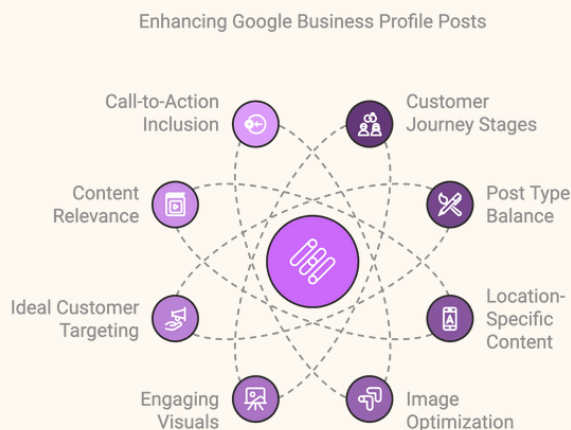 Enhancing Google Business Profile Posts
Call-to-Action
Inclusion
Customer
Journey Stages
Content
Relevance
Post Type
Balance
Ideal Customer
Targeting
Location-
Specific
Content
Engaging
Visuals
Image
Optimization